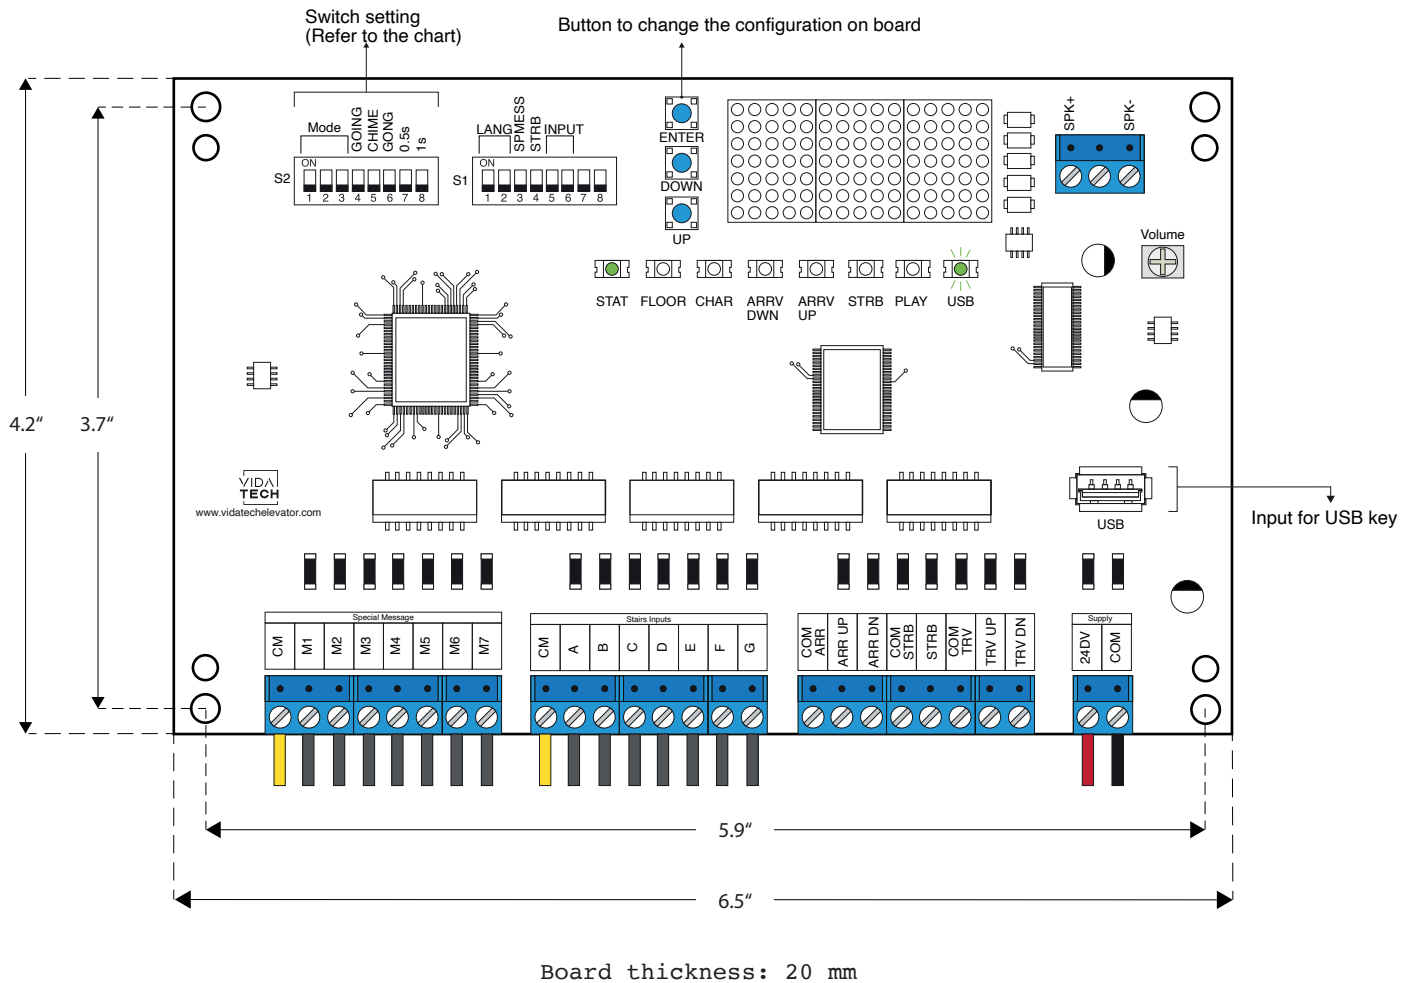 Switch setting
(Refer to the chart)
Button to change the configuration on board
Mode
GOING
CHIME
GONG
0.5s
1s
ON
S2
1 2 3 4 5 6 7 8
LANG
SPMESS
STRB
INPUT
ON
S1
1 2 3 4 5 6 7 8
ENTER
DOWN
UP
SPK+
SPK-
Volume
STAT
FLOOR
CHAR
ARRV
DWN
ARRV
UP
STRB
PLAY
USB
4.2“
3.7“
VIDA
TECH
www.vidatechelevator.com
USB
Input for USB key
Special Message
CM
M1
M2
M3
M4
M5
M6
M7
Stairs Inputs
CM
A
B
C
D
E
F
G
COM
ARR
ARR UP
ARR DN
COM
STRB
STRB
COM
TRV
TRV UP
TRV DN
Supply
24DV
COM
5.9“
6.5“
Board thickness: 20 mm